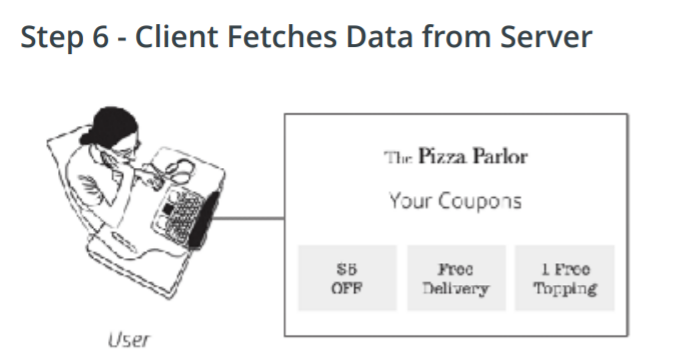 Step 6 - Client Fetches Data from Server
The Pizza Parlor
Your Coupons
$5
OFF
Free
Delivery
1 Free
Topping
User